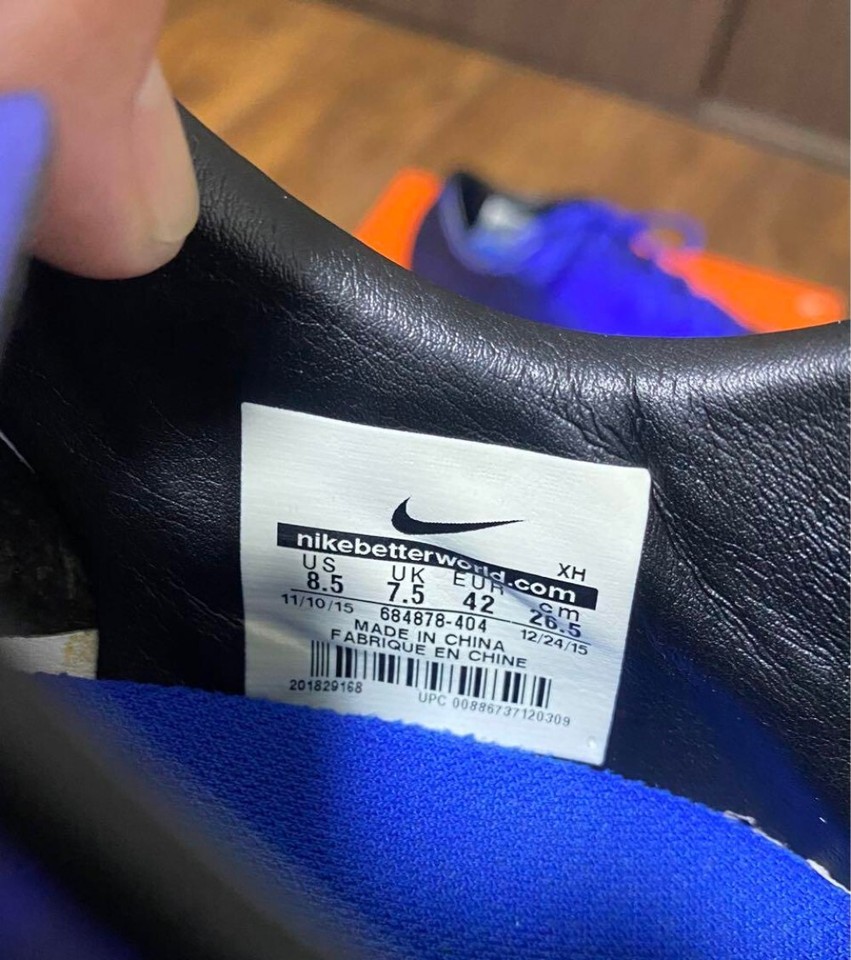 nikebetterworld.com
XH
US UK EUR cm
8.5 7.5 42 26.5
11/10/15 684878-404 12/24/15
MADE IN CHINA
FABRIQUE EN CHINE
201829168 UPC 00886737120309